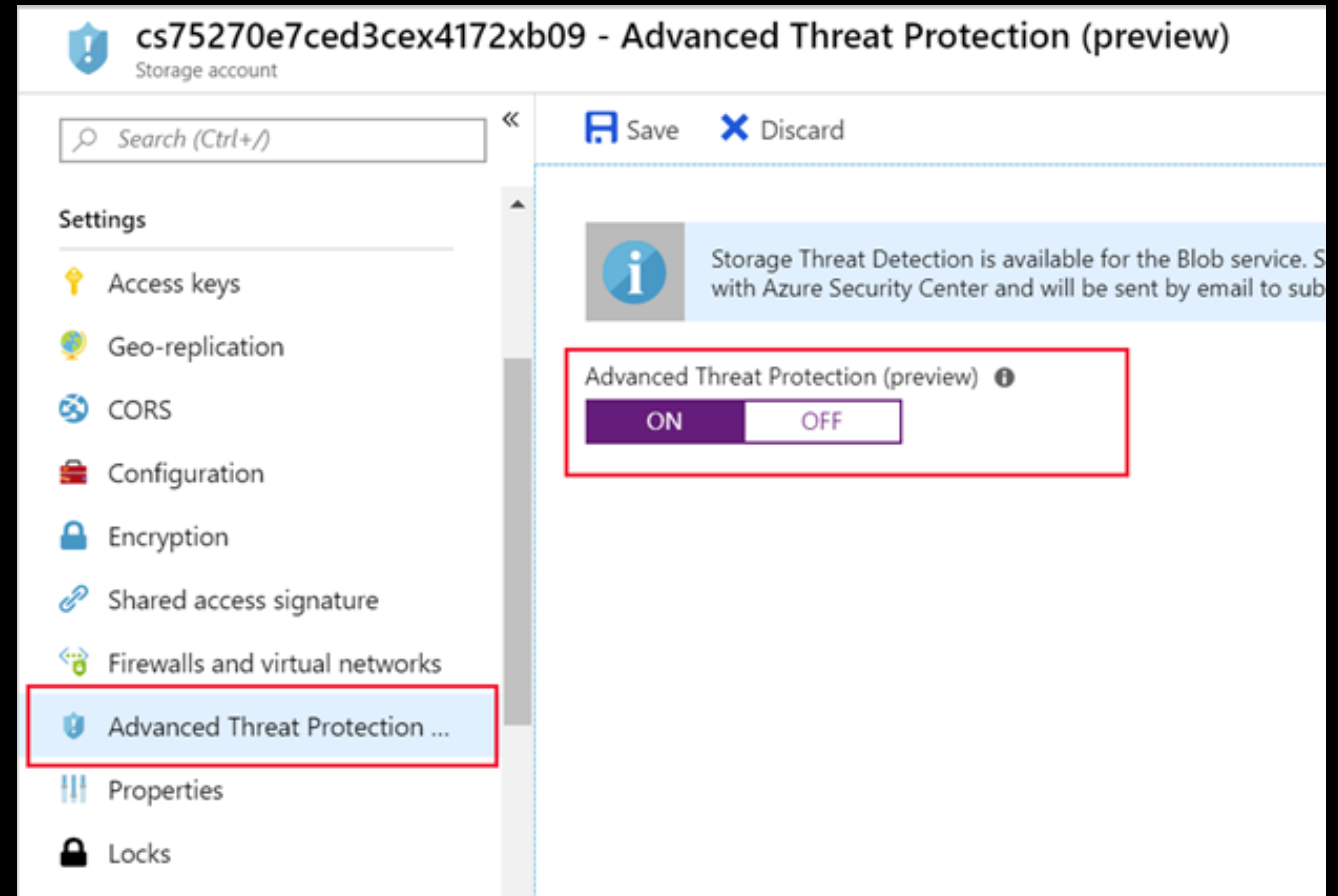 cs75270e7ced3cex4172xb09 - Advanced Threat Protection (preview)
Storage account
Search (Ctrl+/)
«
Save
Discard
Settings
Access keys
Geo-replication
CORS
Configuration
Encryption
Shared access signature
Firewalls and virtual networks
Advanced Threat Protection ...
Properties
Locks
Storage Threat Detection is available for the Blob service. S
with Azure Security Center and will be sent by email to sub
Advanced Threat Protection (preview)
ON
OFF